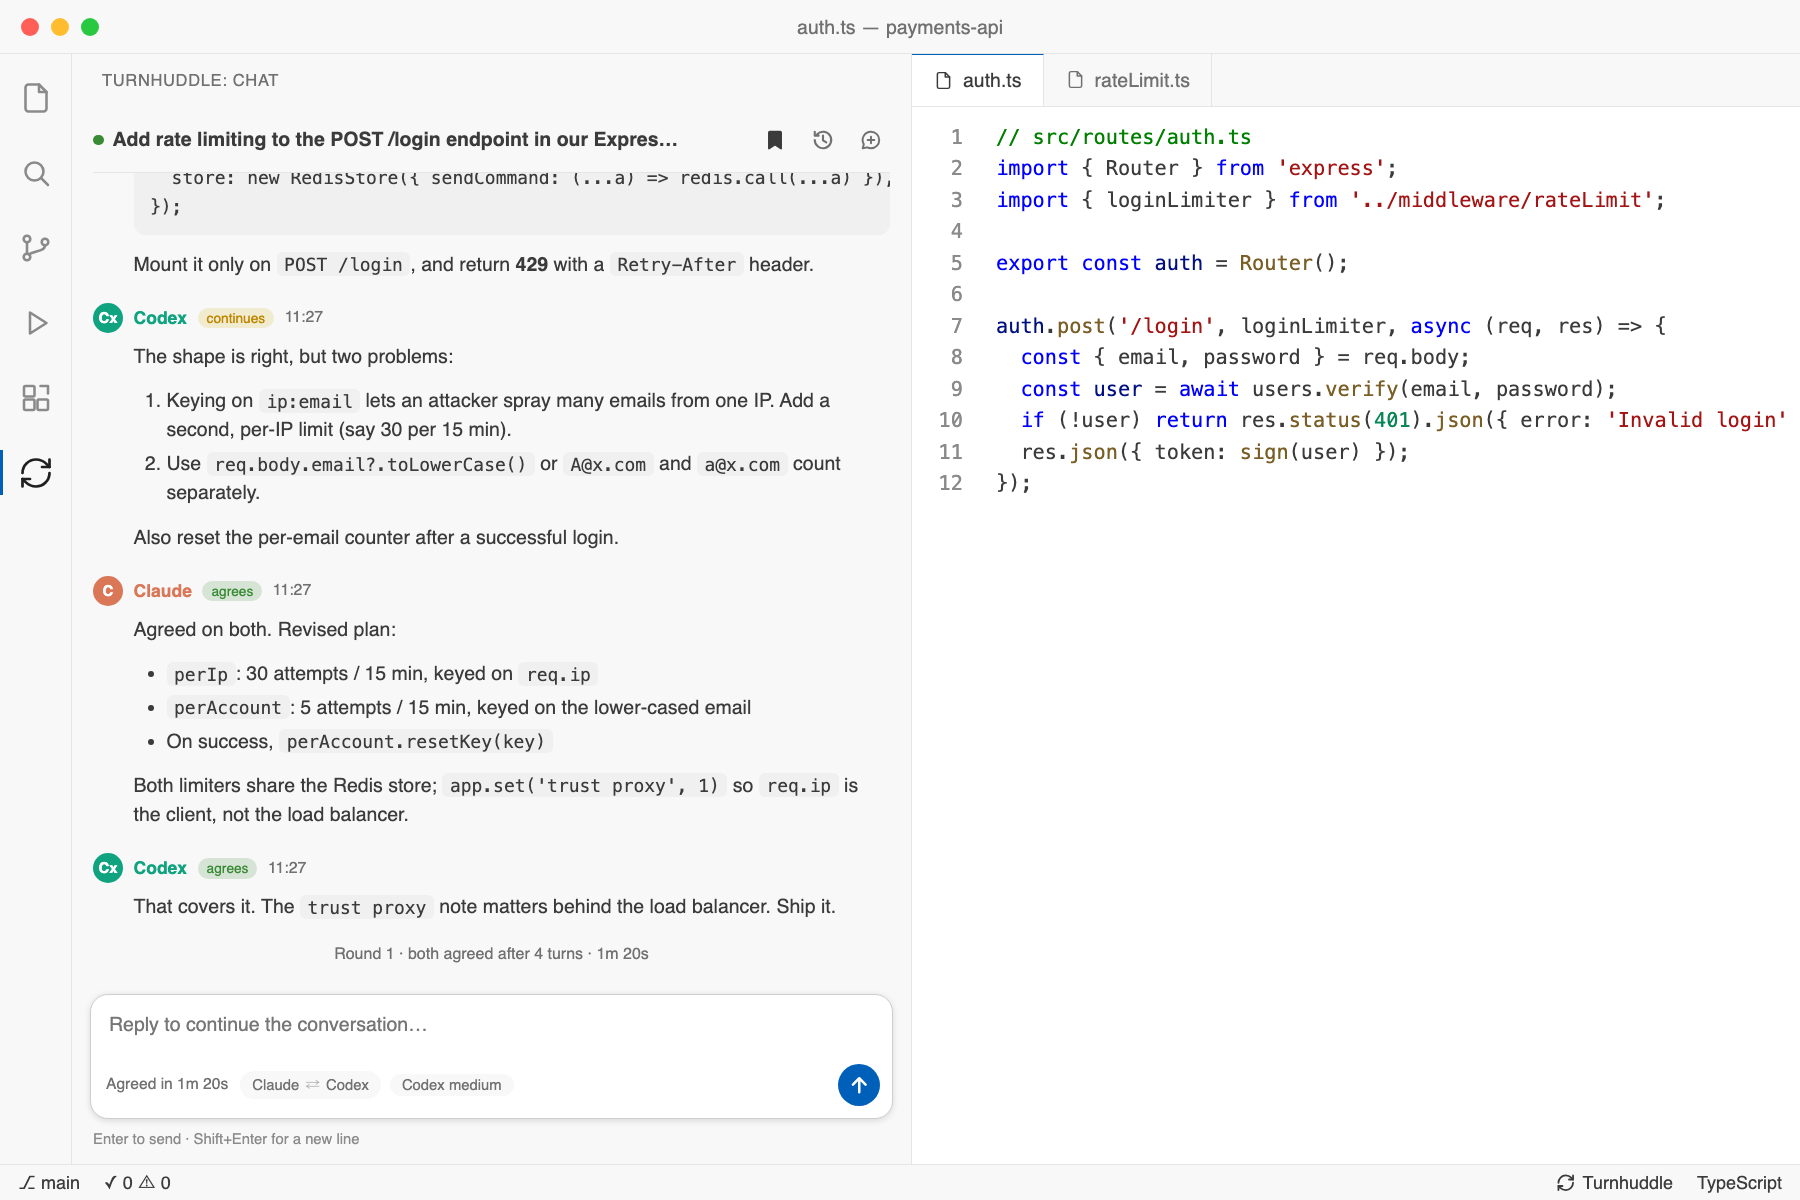 auth.ts — payments-api
TURNHUDDLE: CHAT
Add rate limiting to the POST /login endpoint in our Expres…
store: new RedisStore({ sendCommand: (...a) => redis.call(...a) }),
});
Mount it only on POST /login, and return 429 with a Retry-After header.
Cx Codex continues 11:27
The shape is right, but two problems:
1. Keying on ip:email lets an attacker spray many emails from one IP. Add a
second, per-IP limit (say 30 per 15 min).
2. Use req.body.email?.toLowerCase() or A@x.com and a@x.com count
separately.
Also reset the per-email counter after a successful login.
C Claude agrees 11:27
Agreed on both. Revised plan:
• perIp: 30 attempts / 15 min, keyed on req.ip
• perAccount: 5 attempts / 15 min, keyed on the lower-cased email
• On success, perAccount.resetKey(key)
Both limiters share the Redis store; app.set('trust proxy', 1) so req.ip is
the client, not the load balancer.
Cx Codex agrees 11:27
That covers it. The trust proxy note matters behind the load balancer. Ship it.
Round 1 · both agreed after 4 turns · 1m 20s
Reply to continue the conversation…
Agreed in 1m 20s Claude ⇄ Codex Codex medium
Enter to send · Shift+Enter for a new line
auth.ts rateLimit.ts
1 // src/routes/auth.ts
2 import { Router } from 'express';
3 import { loginLimiter } from '../middleware/rateLimit';
4
5 export const auth = Router();
6
7 auth.post('/login', loginLimiter, async (req, res) => {
8 const { email, password } = req.body;
9 const user = await users.verify(email, password);
10 if (!user) return res.status(401).json({ error: 'Invalid login'
11 res.json({ token: sign(user) });
12 });
main ✓ 0 ⚠ 0
Turnhuddle TypeScript